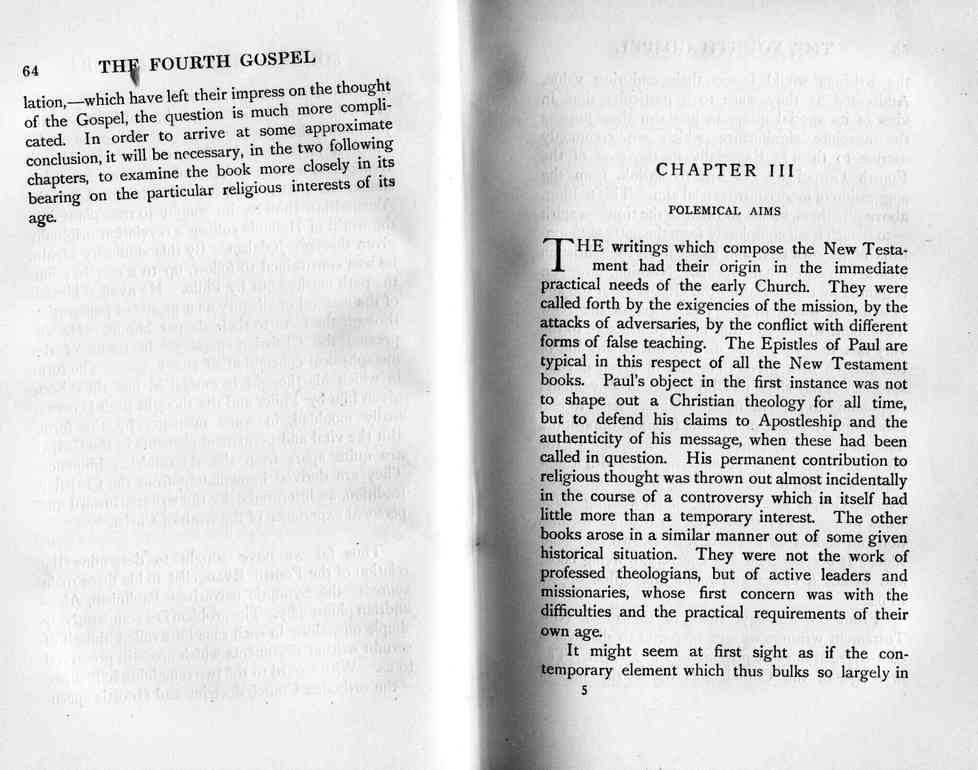 64 THE FOURTH GOSPEL
lation,—which have left their impress on the thought
of the Gospel, the question is much more compli-
cated. In order to arrive at some approximate
conclusion, it will be necessary, in the two following
chapters, to examine the book more closely in its
bearing on the particular religious interests of its
age.
CHAPTER III
POLEMICAL AIMS
THE writings which compose the New Testa-
ment had their origin in the immediate
practical needs of the early Church. They were
called forth by the exigencies of the mission, by the
attacks of adversaries, by the conflict with different
forms of false teaching. The Epistles of Paul are
typical in this respect of all the New Testament
books. Paul's object in the first instance was not
to shape out a Christian theology for all time,
but to defend his claims to Apostleship and the
authenticity of his message, when these had been
called in question. His permanent contribution to
religious thought was thrown out almost incidentally
in the course of a controversy which in itself had
little more than a temporary interest. The other
books arose in a similar manner out of some given
historical situation. They were not the work of
professed theologians, but of active leaders and
missionaries, whose first concern was with the
difficulties and the practical requirements of their
own age.
It might seem at first sight as if the con-
temporary element which thus bulks so largely in
5